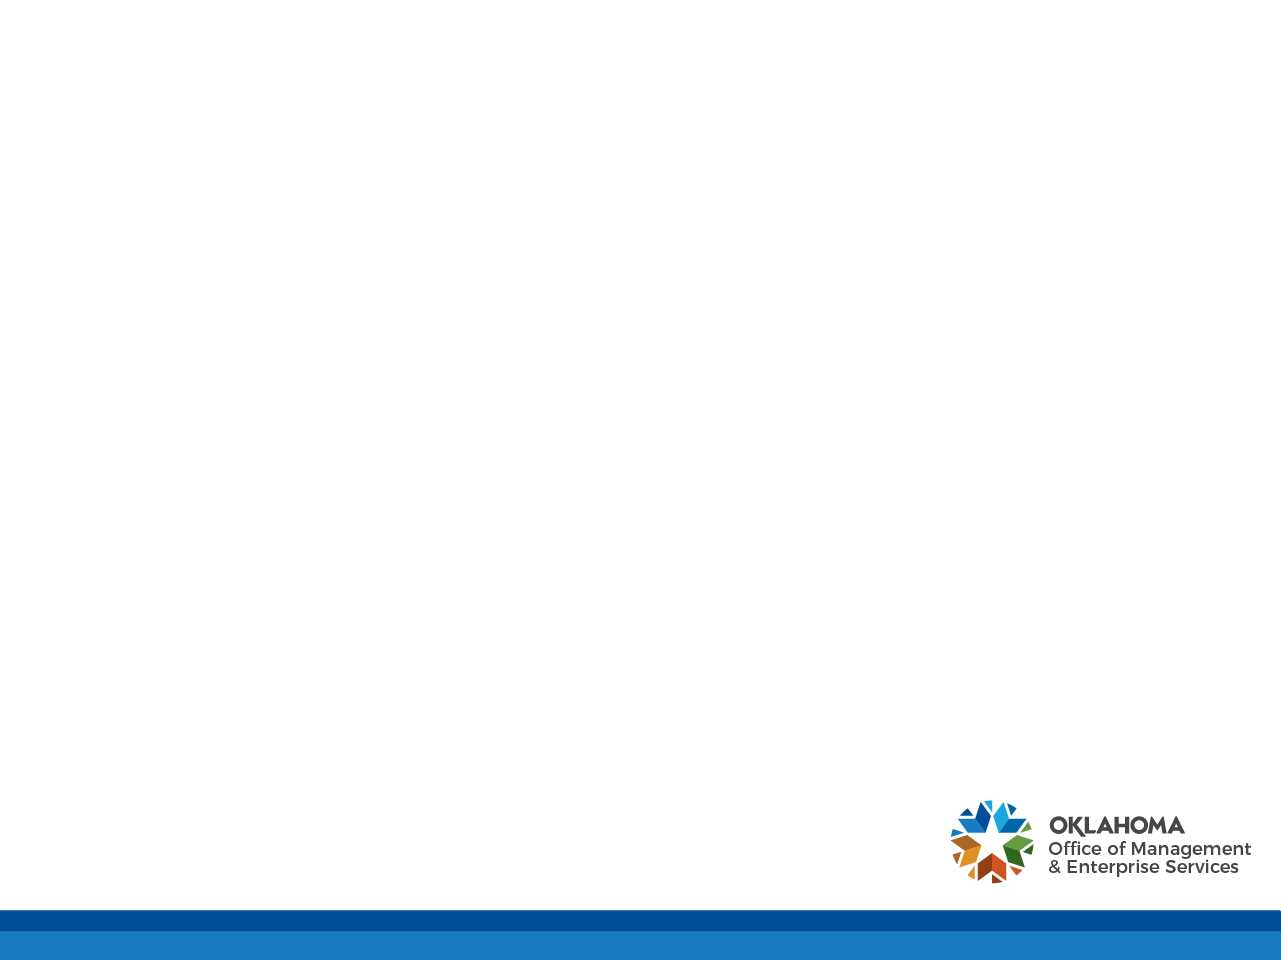 OKLAHOMA
Office of Management
& Enterprise Services